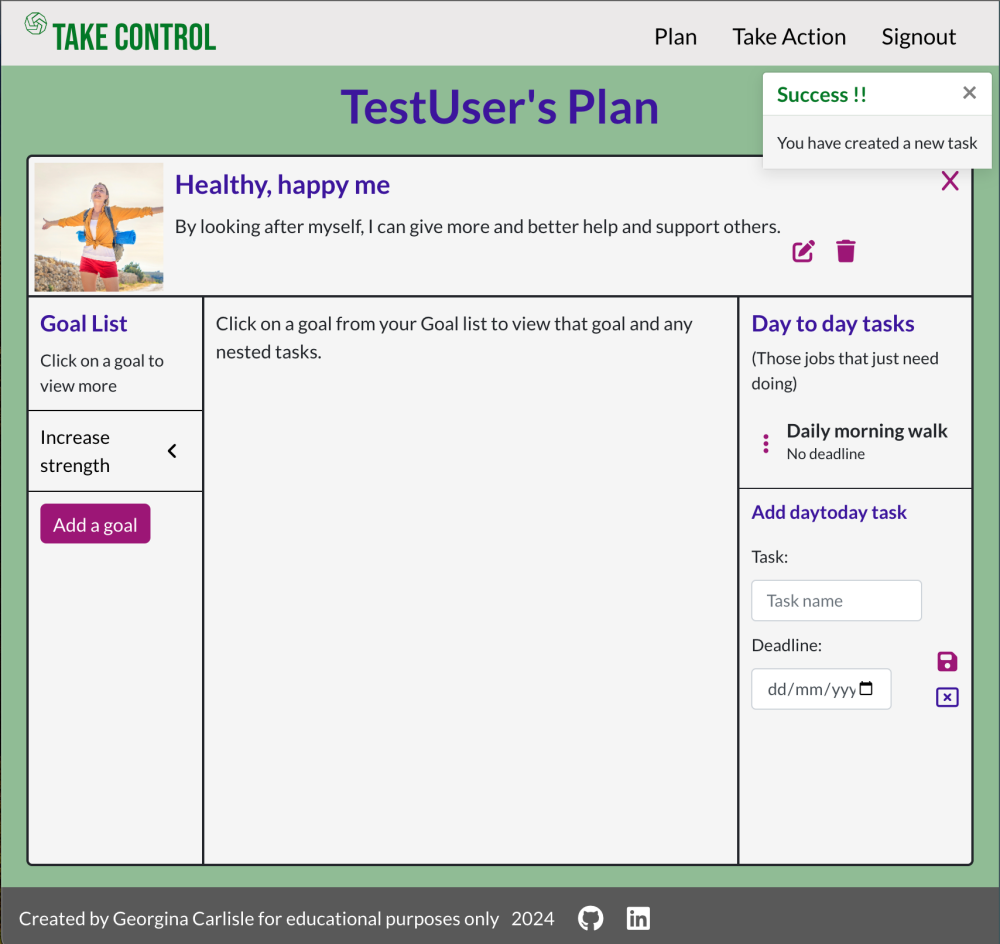 TAKE CONTROL
Plan Take Action Signout
TestUser's Plan
Success !! ×
You have created a new task
Healthy, happy me
By looking after myself, I can give more and better help and support others.
Goal List
Click on a goal to
view more
Increase
strength
Add a goal
Click on a goal from your Goal list to view that goal and any
nested tasks.
Day to day tasks
(Those jobs that just need
doing)
Daily morning walk
No deadline
Add daytoday task
Task:
Task name
Deadline:
dd/mm/yyy
Created by Georgina Carlisle for educational purposes only 2024